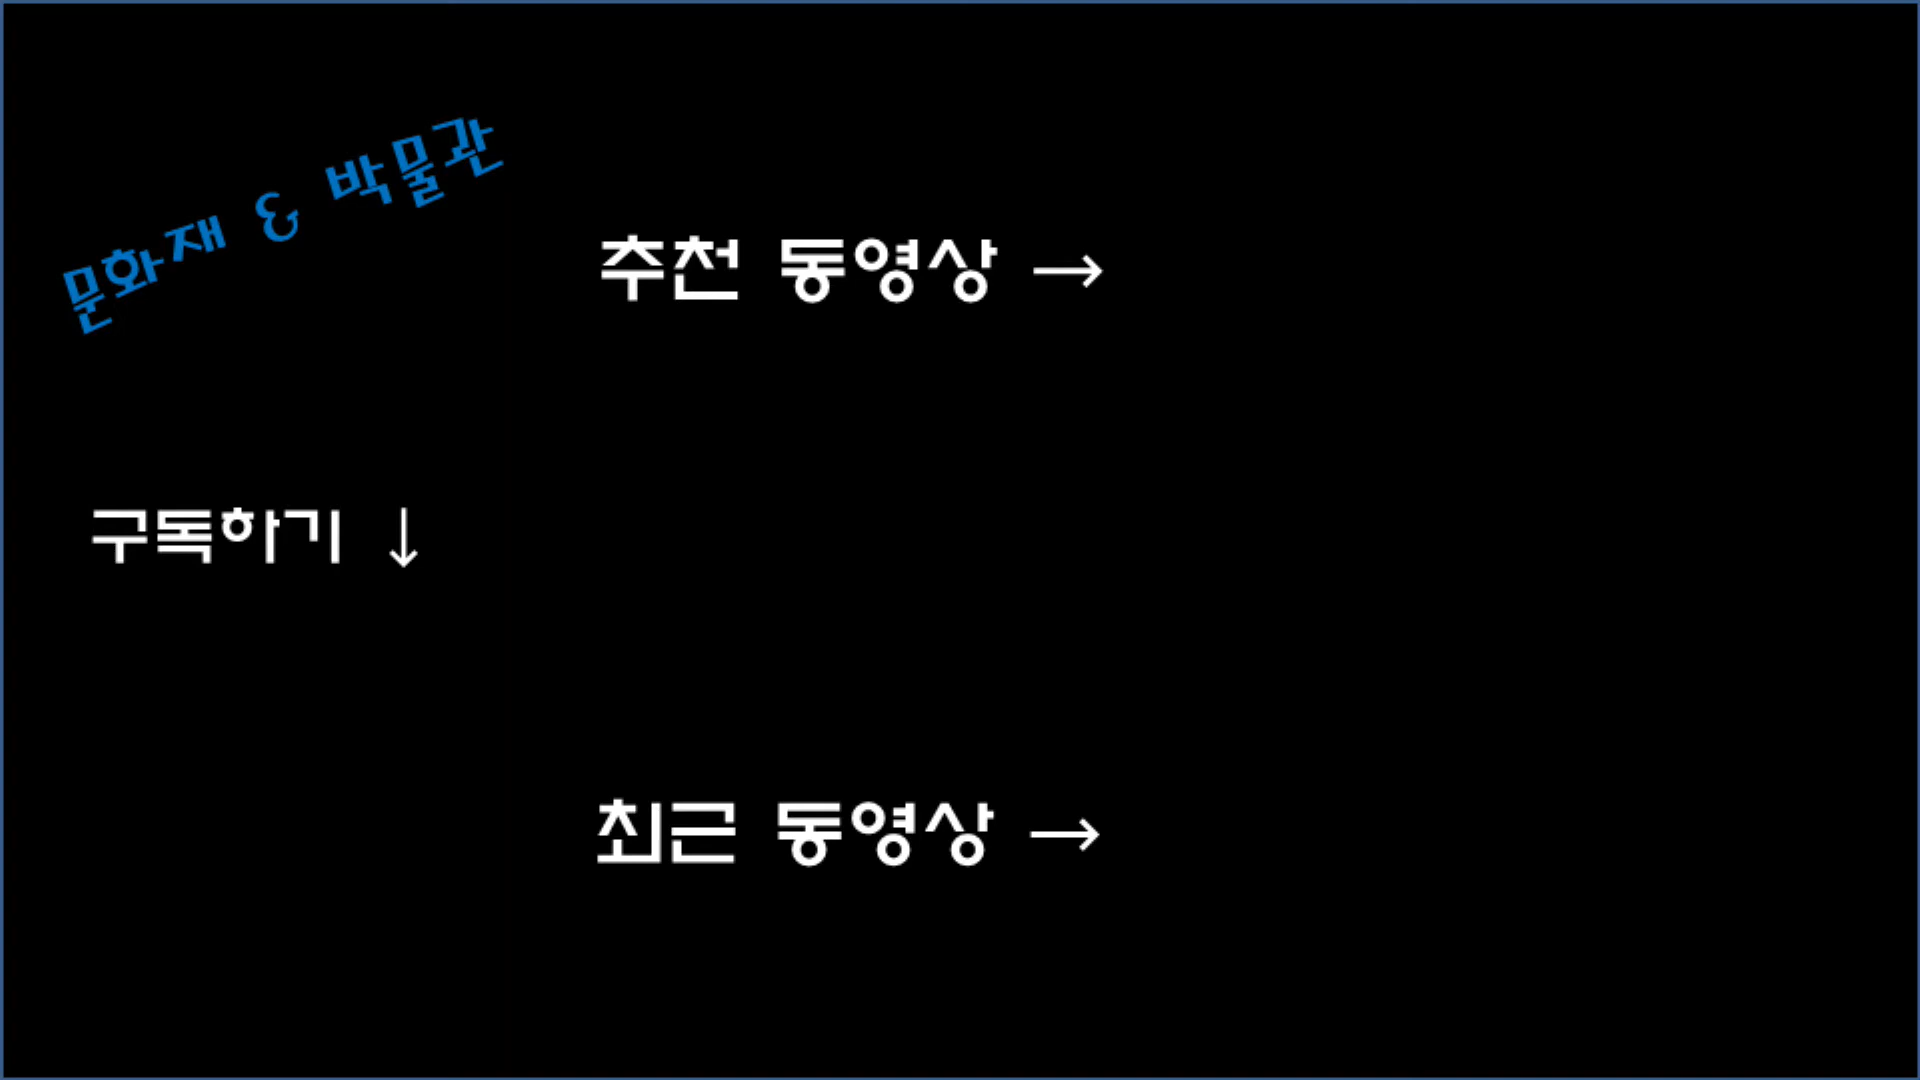 문화재 & 박물관
추천 동영상 →
구독하기 ↓
최근 동영상 →